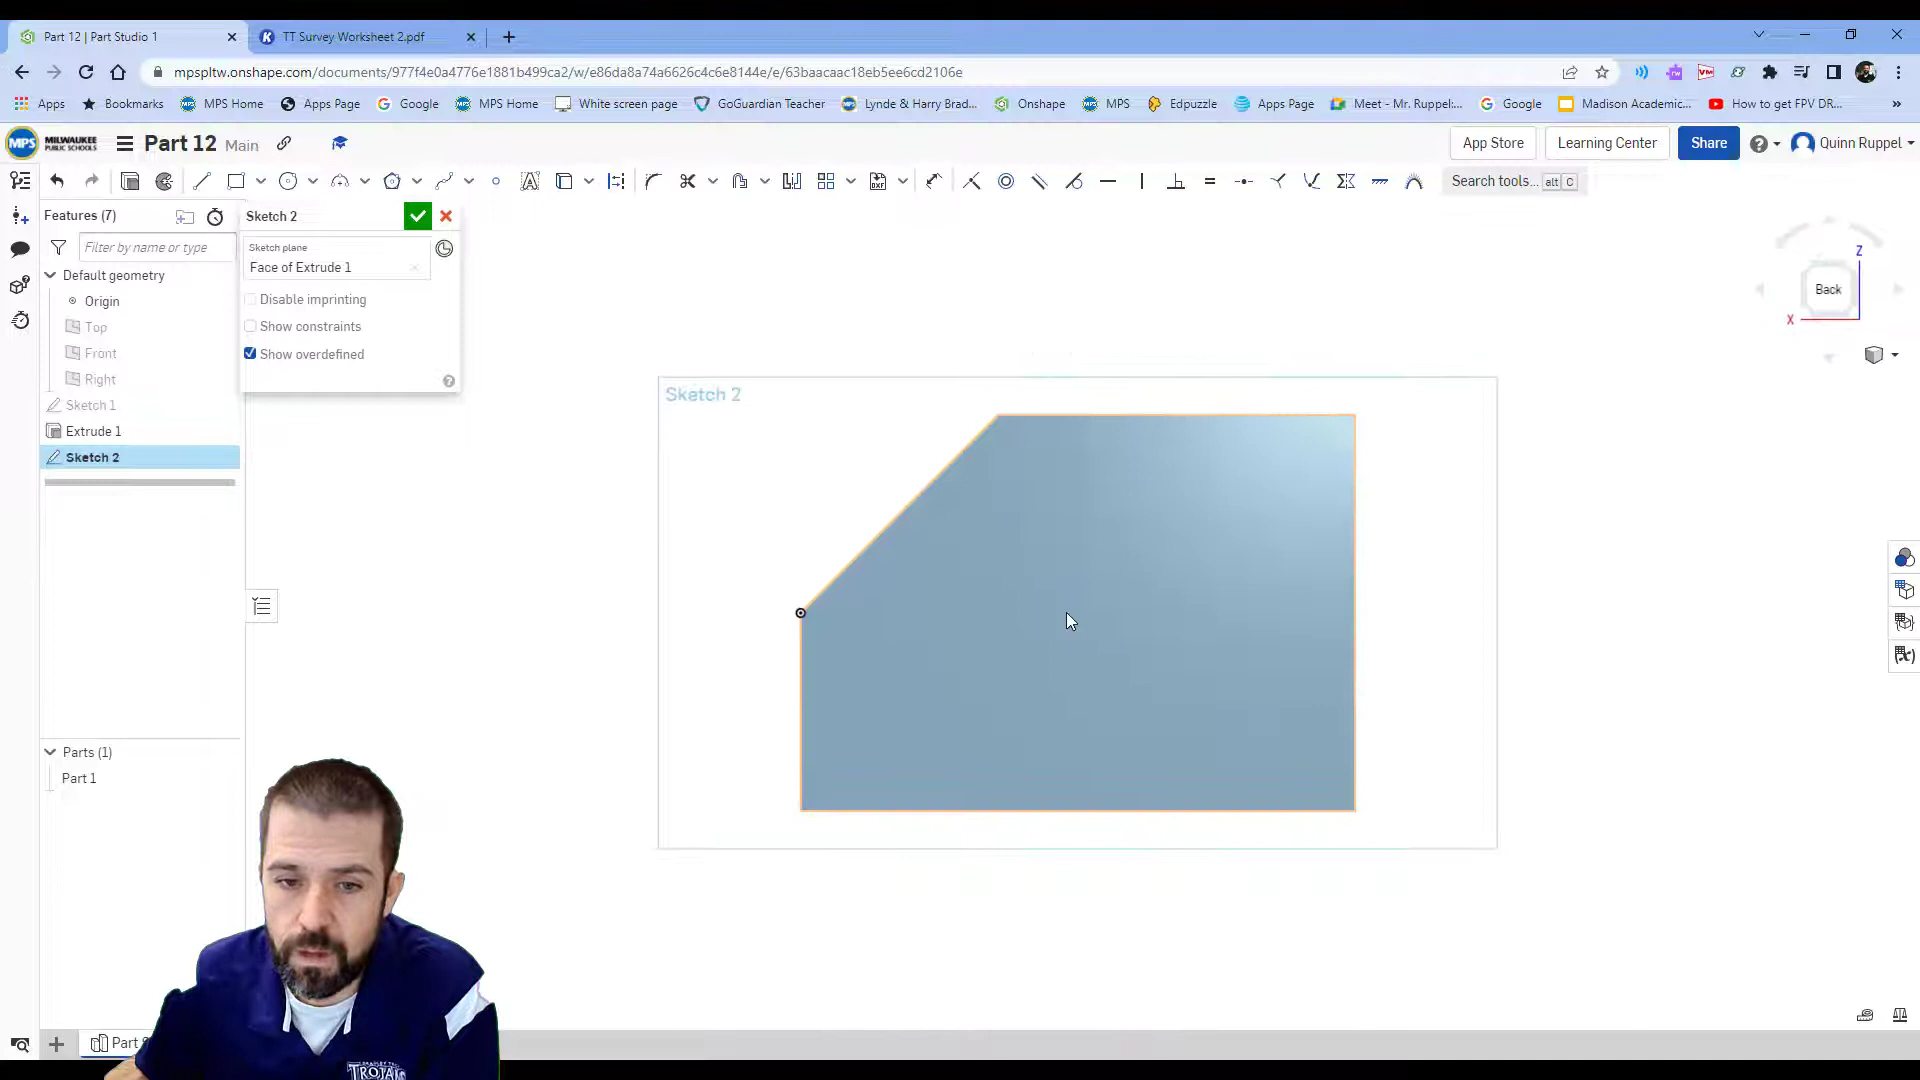 Part 12 | Part Studio 1
TT Survey Worksheet 2.pdf
mpspltw.onshape.com/documents/977f4e0a4776e1881b499ca2/w/e86da8a74a6626c4c6e8144e/e/63baacaac18eb5ee6cd2106e
Apps Bookmarks MPS Home Apps Page Google MPS Home White screen page GoGuardian Teacher Lynde & Harry Brad... Onshape MPS Edpuzzle Apps Page Meet - Mr. Ruppel:... Google Madison Academic... How to get FPV DR... »
MPS MILWAUKEE PUBLIC SCHOOLS Part 12 Main App Store Learning Center Share Quinn Ruppel
Search tools... alt C
Features (7)
Filter by name or type
Default geometry
Origin
Top
Front
Right
Sketch 1
Extrude 1
Sketch 2
Sketch 2
Sketch plane
Face of Extrude 1
Disable imprinting
Show constraints
Show overdefined
Sketch 2
Z
Back
X
Parts (1)
Part 1
Part
TROJANS